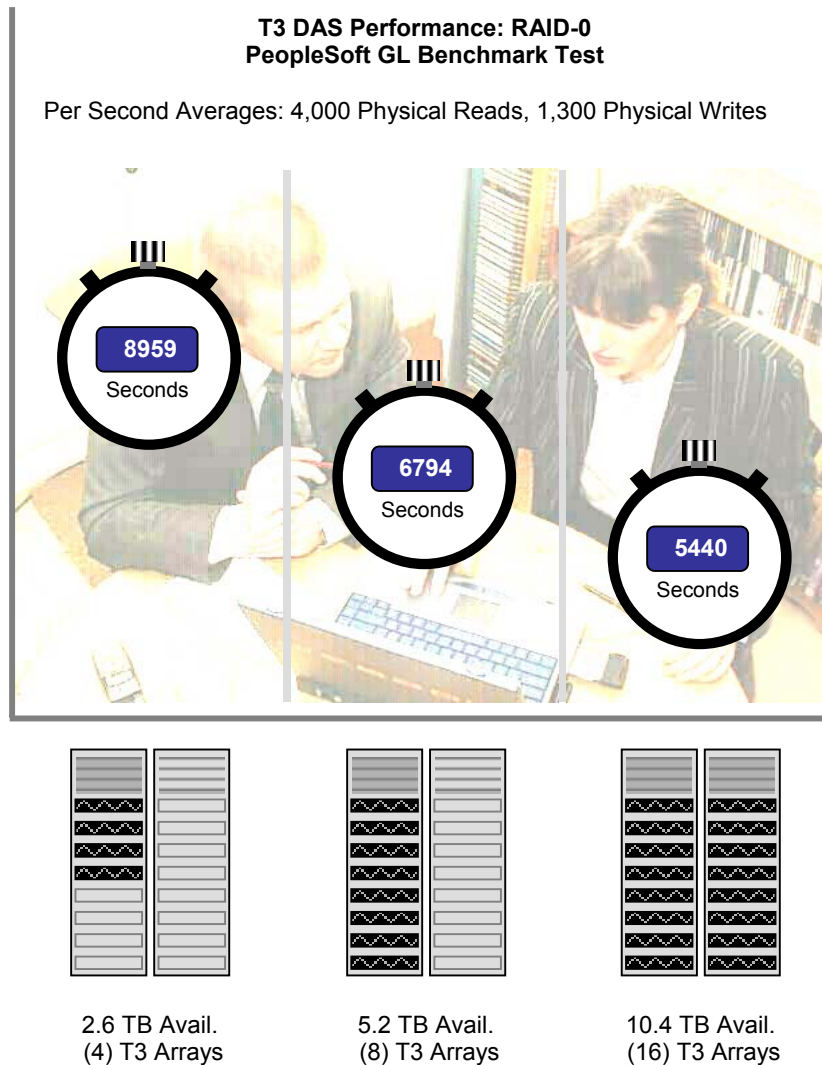 T3 DAS Performance: RAID-0
PeopleSoft GL Benchmark Test
Per Second Averages: 4,000 Physical Reads, 1,300 Physical Writes
8959
Seconds
6794
Seconds
5440
Seconds
2.6 TB Avail.
(4) T3 Arrays
5.2 TB Avail.
(8) T3 Arrays
10.4 TB Avail.
(16) T3 Arrays